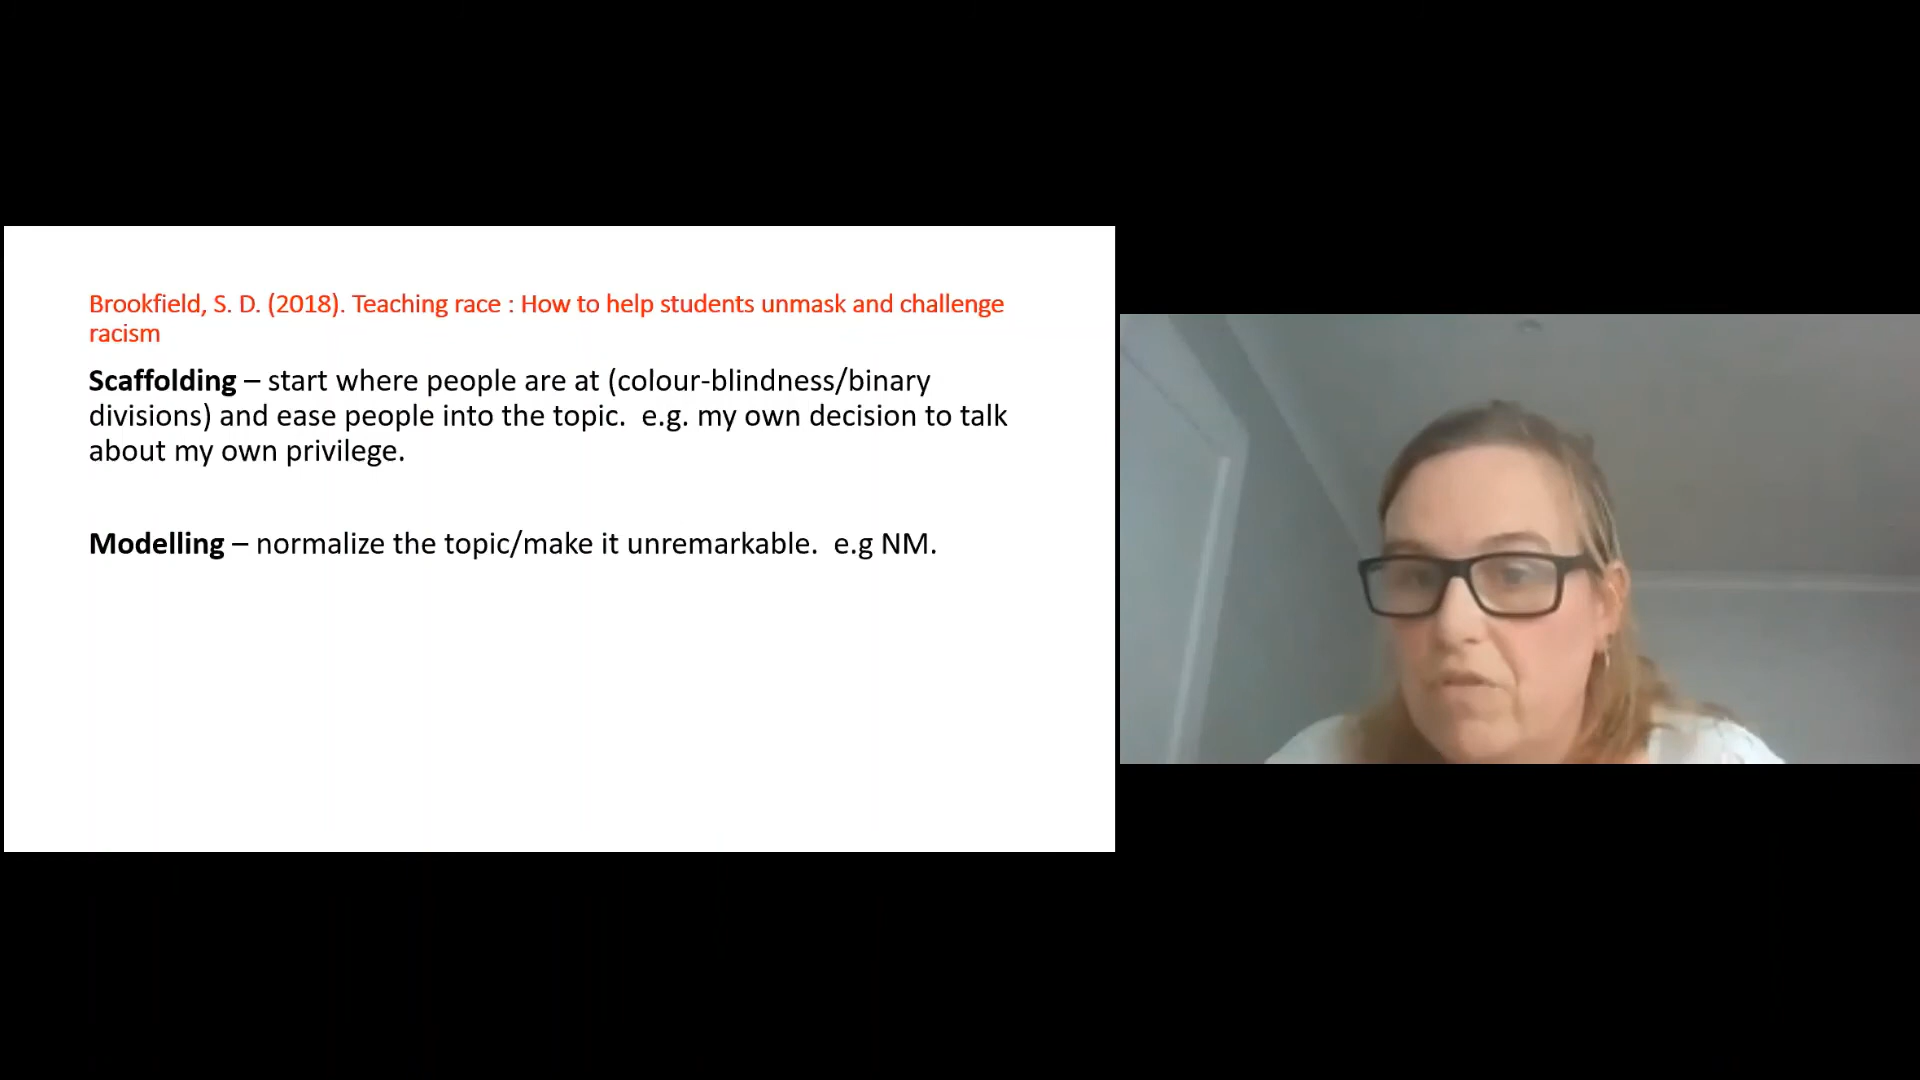 Brookfield, S. D. (2018). Teaching race : How to help students unmask and challenge
racism
Scaffolding – start where people are at (colour-blindness/binary
divisions) and ease people into the topic.  e.g. my own decision to talk
about my own privilege.
Modelling – normalize the topic/make it unremarkable.  e.g NM.